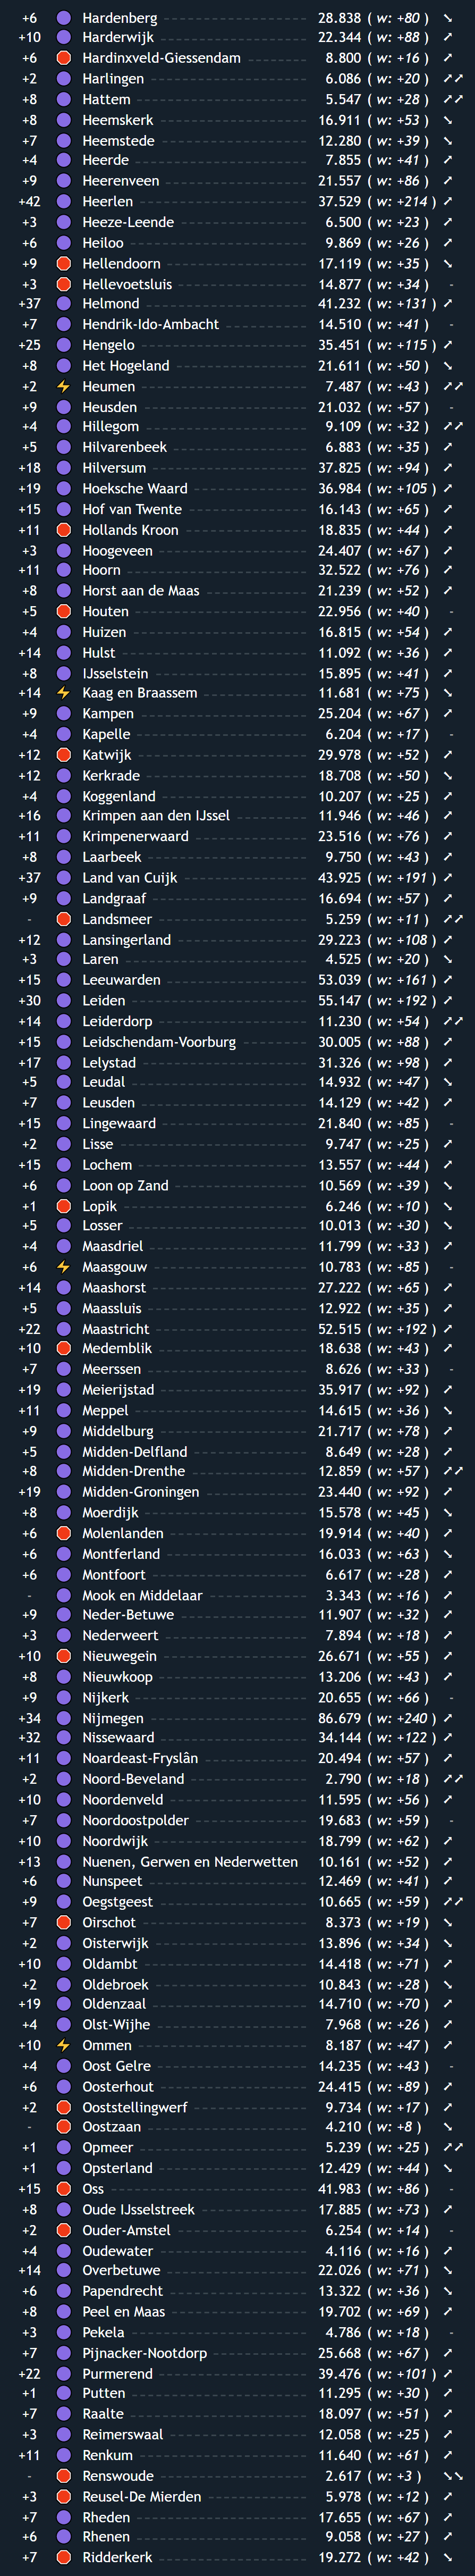 +6 Hardenberg 28.838 ( w: +80 ) ↘
+10 Harderwijk 22.344 ( w: +88 ) ↗
+6 Hardinxveld-Giessendam 8.800 ( w: +16 ) ↗
+2 Harlingen 6.086 ( w: +20 ) ↗↗
+8 Hattem 5.547 ( w: +28 ) ↗↗
+8 Heemskerk 16.911 ( w: +53 ) ↘
+7 Heemstede 12.280 ( w: +39 ) ↘
+4 Heerde 7.855 ( w: +41 ) ↗
+9 Heerenveen 21.557 ( w: +86 ) ↗
+42 Heerlen 37.529 ( w: +214 ) ↗
+3 Heeze-Leende 6.500 ( w: +23 ) ↗
+6 Heiloo 9.869 ( w: +26 ) ↗
+9 Hellendoorn 17.119 ( w: +35 ) ↘
+3 Hellevoetsluis 14.877 ( w: +34 ) -
+37 Helmond 41.232 ( w: +131 ) ↗
+7 Hendrik-Ido-Ambacht 14.510 ( w: +41 ) -
+25 Hengelo 35.451 ( w: +115 ) ↗
+8 Het Hogeland 21.611 ( w: +50 ) ↘
+2 Heumen 7.487 ( w: +43 ) ↗↗
+9 Heusden 21.032 ( w: +57 ) -
+4 Hillegom 9.109 ( w: +32 ) ↗↗
+5 Hilvarenbeek 6.883 ( w: +35 ) ↗
+18 Hilversum 37.825 ( w: +94 ) ↗
+19 Hoeksche Waard 36.984 ( w: +105 ) ↗
+15 Hof van Twente 16.143 ( w: +65 ) ↗
+11 Hollands Kroon 18.835 ( w: +44 ) ↗
+3 Hoogeveen 24.407 ( w: +67 ) ↗
+11 Hoorn 32.522 ( w: +76 ) ↗
+8 Horst aan de Maas 21.239 ( w: +52 ) ↗
+5 Houten 22.956 ( w: +40 ) -
+4 Huizen 16.815 ( w: +54 ) ↗
+14 Hulst 11.092 ( w: +36 ) ↗
+8 IJsselstein 15.895 ( w: +41 ) ↗
+14 Kaag en Braassem 11.681 ( w: +75 ) ↘
+9 Kampen 25.204 ( w: +67 ) ↗
+4 Kapelle 6.204 ( w: +17 ) -
+12 Katwijk 29.978 ( w: +52 ) ↗
+12 Kerkrade 18.708 ( w: +50 ) ↘
+4 Koggenland 10.207 ( w: +25 ) ↗
+16 Krimpen aan den IJssel 11.946 ( w: +46 ) ↗
+11 Krimpenerwaard 23.516 ( w: +76 ) ↗
+8 Laarbeek 9.750 ( w: +43 ) ↗
+37 Land van Cuijk 43.925 ( w: +191 ) ↗
+9 Landgraaf 16.694 ( w: +57 ) ↗
- Landsmeer 5.259 ( w: +11 ) ↗↗
+12 Lansingerland 29.223 ( w: +108 ) ↗
+3 Laren 4.525 ( w: +20 ) ↘
+15 Leeuwarden 53.039 ( w: +161 ) ↗
+30 Leiden 55.147 ( w: +192 ) ↗
+14 Leiderdorp 11.230 ( w: +54 ) ↗↗
+15 Leidschendam-Voorburg 30.005 ( w: +88 ) ↗
+17 Lelystad 31.326 ( w: +98 ) ↗
+5 Leudal 14.932 ( w: +47 ) ↘
+7 Leusden 14.129 ( w: +42 ) ↗
+15 Lingewaard 21.840 ( w: +85 ) -
+2 Lisse 9.747 ( w: +25 ) ↗
+15 Lochem 13.557 ( w: +44 ) ↗
+6 Loon op Zand 10.569 ( w: +39 ) ↘
+1 Lopik 6.246 ( w: +10 ) ↘
+5 Losser 10.013 ( w: +30 ) ↘
+4 Maasdriel 11.799 ( w: +33 ) ↗
+6 Maasgouw 10.783 ( w: +85 ) -
+14 Maashorst 27.222 ( w: +65 ) ↗
+5 Maassluis 12.922 ( w: +35 ) ↗
+22 Maastricht 52.515 ( w: +192 ) ↗
+10 Medemblik 18.638 ( w: +43 ) ↗
+7 Meerssen 8.626 ( w: +33 ) -
+19 Meierijstad 35.917 ( w: +92 ) ↗
+11 Meppel 14.615 ( w: +36 ) ↘
+9 Middelburg 21.717 ( w: +78 ) ↗
+5 Midden-Delfland 8.649 ( w: +28 ) ↗
+8 Midden-Drenthe 12.859 ( w: +57 ) ↗↗
+19 Midden-Groningen 23.440 ( w: +92 ) ↗
+8 Moerdijk 15.578 ( w: +45 ) ↘
+6 Molenlanden 19.914 ( w: +40 ) ↗
+6 Montferland 16.033 ( w: +63 ) ↘
+6 Montfoort 6.617 ( w: +28 ) ↗
- Mook en Middelaar 3.343 ( w: +16 ) ↗
+9 Neder-Betuwe 11.907 ( w: +32 ) ↗
+3 Nederweert 7.894 ( w: +18 ) ↗
+10 Nieuwegein 26.671 ( w: +55 ) ↗
+8 Nieuwkoop 13.206 ( w: +43 ) ↗
+9 Nijkerk 20.655 ( w: +66 ) -
+34 Nijmegen 86.679 ( w: +240 ) ↗
+32 Nissewaard 34.144 ( w: +122 ) ↗
+11 Noardeast-Fryslân 20.494 ( w: +57 ) ↗
+2 Noord-Beveland 2.790 ( w: +18 ) ↗↗
+10 Noordenveld 11.595 ( w: +56 ) ↗
+7 Noordoostpolder 19.683 ( w: +59 ) -
+10 Noordwijk 18.799 ( w: +62 ) ↗
+13 Nuenen, Gerwen en Nederwetten 10.161 ( w: +52 ) ↗
+6 Nunspeet 12.469 ( w: +41 ) ↗
+9 Oegstgeest 10.665 ( w: +59 ) ↗↗
+7 Oirschot 8.373 ( w: +19 ) ↘
+2 Oisterwijk 13.896 ( w: +34 ) ↘
+10 Oldambt 14.418 ( w: +71 ) ↗
+2 Oldebroek 10.843 ( w: +28 ) ↘
+19 Oldenzaal 14.710 ( w: +70 ) ↗
+4 Olst-Wijhe 7.968 ( w: +26 ) ↗
+10 Ommen 8.187 ( w: +47 ) ↗
+4 Oost Gelre 14.235 ( w: +43 ) -
+6 Oosterhout 24.415 ( w: +89 ) ↗
+2 Ooststellingwerf 9.734 ( w: +17 ) ↗
- Oostzaan 4.210 ( w: +8 ) ↘
+1 Opmeer 5.239 ( w: +25 ) ↗↗
+1 Opsterland 12.429 ( w: +44 ) ↘
+15 Oss 41.983 ( w: +86 ) -
+8 Oude IJsselstreek 17.885 ( w: +73 ) ↗
+2 Ouder-Amstel 6.254 ( w: +14 ) -
+4 Oudewater 4.116 ( w: +16 ) ↗
+14 Overbetuwe 22.026 ( w: +71 ) ↘
+6 Papendrecht 13.322 ( w: +36 ) ↘
+8 Peel en Maas 19.702 ( w: +69 ) ↗
+3 Pekela 4.786 ( w: +18 ) -
+7 Pijnacker-Nootdorp 25.668 ( w: +67 ) ↗
+22 Purmerend 39.476 ( w: +101 ) ↗
+1 Putten 11.295 ( w: +30 ) ↗
+7 Raalte 18.097 ( w: +51 ) ↗
+3 Reimerswaal 12.058 ( w: +25 ) ↗
+11 Renkum 11.640 ( w: +61 ) ↗
- Renswoude 2.617 ( w: +3 ) ↘↘
+3 Reusel-De Mierden 5.978 ( w: +12 ) ↗
+7 Rheden 17.655 ( w: +67 ) ↗
+6 Rhenen 9.058 ( w: +27 ) ↗
+7 Ridderkerk 19.272 ( w: +42 ) ↘